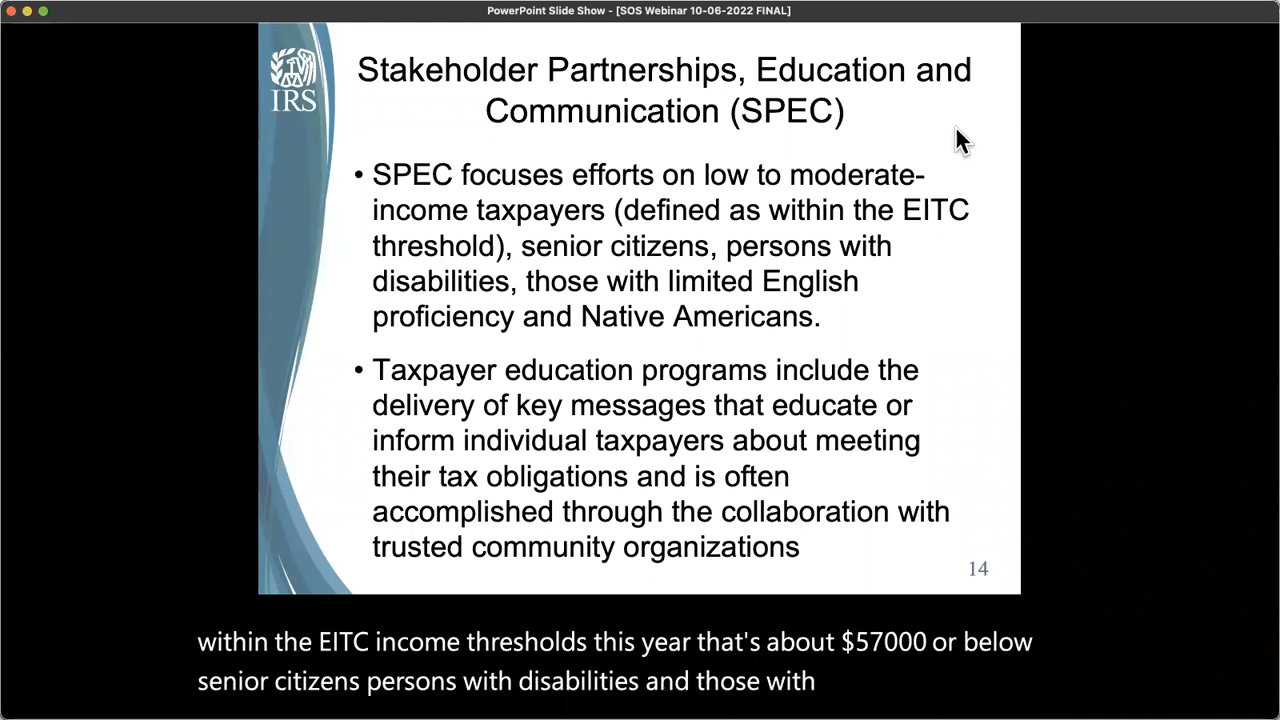 PowerPoint Slide Show - [SOS Webinar 10-06-2022 FINAL]
IRS
Stakeholder Partnerships, Education and
Communication (SPEC)
• SPEC focuses efforts on low to moderate-
income taxpayers (defined as within the EITC
threshold), senior citizens, persons with
disabilities, those with limited English
proficiency and Native Americans.
• Taxpayer education programs include the
delivery of key messages that educate or
inform individual taxpayers about meeting
their tax obligations and is often
accomplished through the collaboration with
trusted community organizations
14
within the EITC income thresholds this year that's about $57000 or below
senior citizens persons with disabilities and those with